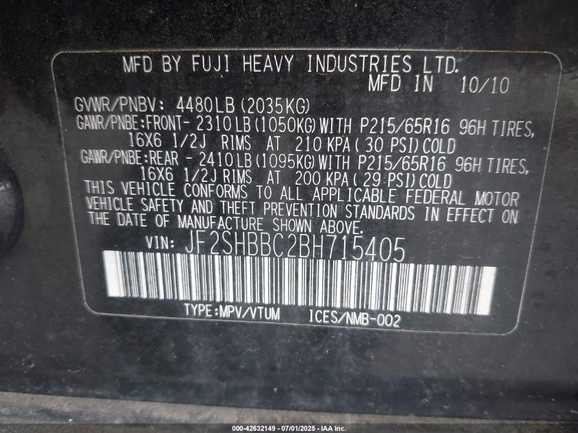 MFD BY FUJI HEAVY INDUSTRIES LTD.
MFD IN 10/10
GVWR/PNBV: 4480LB(2035KG)
GAWR/PNBE:FRONT- 2310LB(1050KG)WITH P215/65R16 96H TIRES,
16X6 1/2J RIMS AT 210 KPA(30 PSI)COLD
GAWR/PNBE:REAR - 2410LB(1095KG)WITH P215/65R16 96H TIRES,
16X6 1/2J RIMS AT 200 KPA(29 PSI)COLD
THIS VEHICLE CONFORMS TO ALL APPLICABLE FEDERAL MOTOR
VEHICLE SAFETY AND THEFT PREVENTION STANDARDS IN EFFECT ON
THE DATE OF MANUFACTURE SHOWN ABOVE.
VIN: JF2SHBBC2BH715405
TYPE:MPV/VTUM ICES/NMB-002
000-42632149 - 07/01/2025 - IAAI.COM